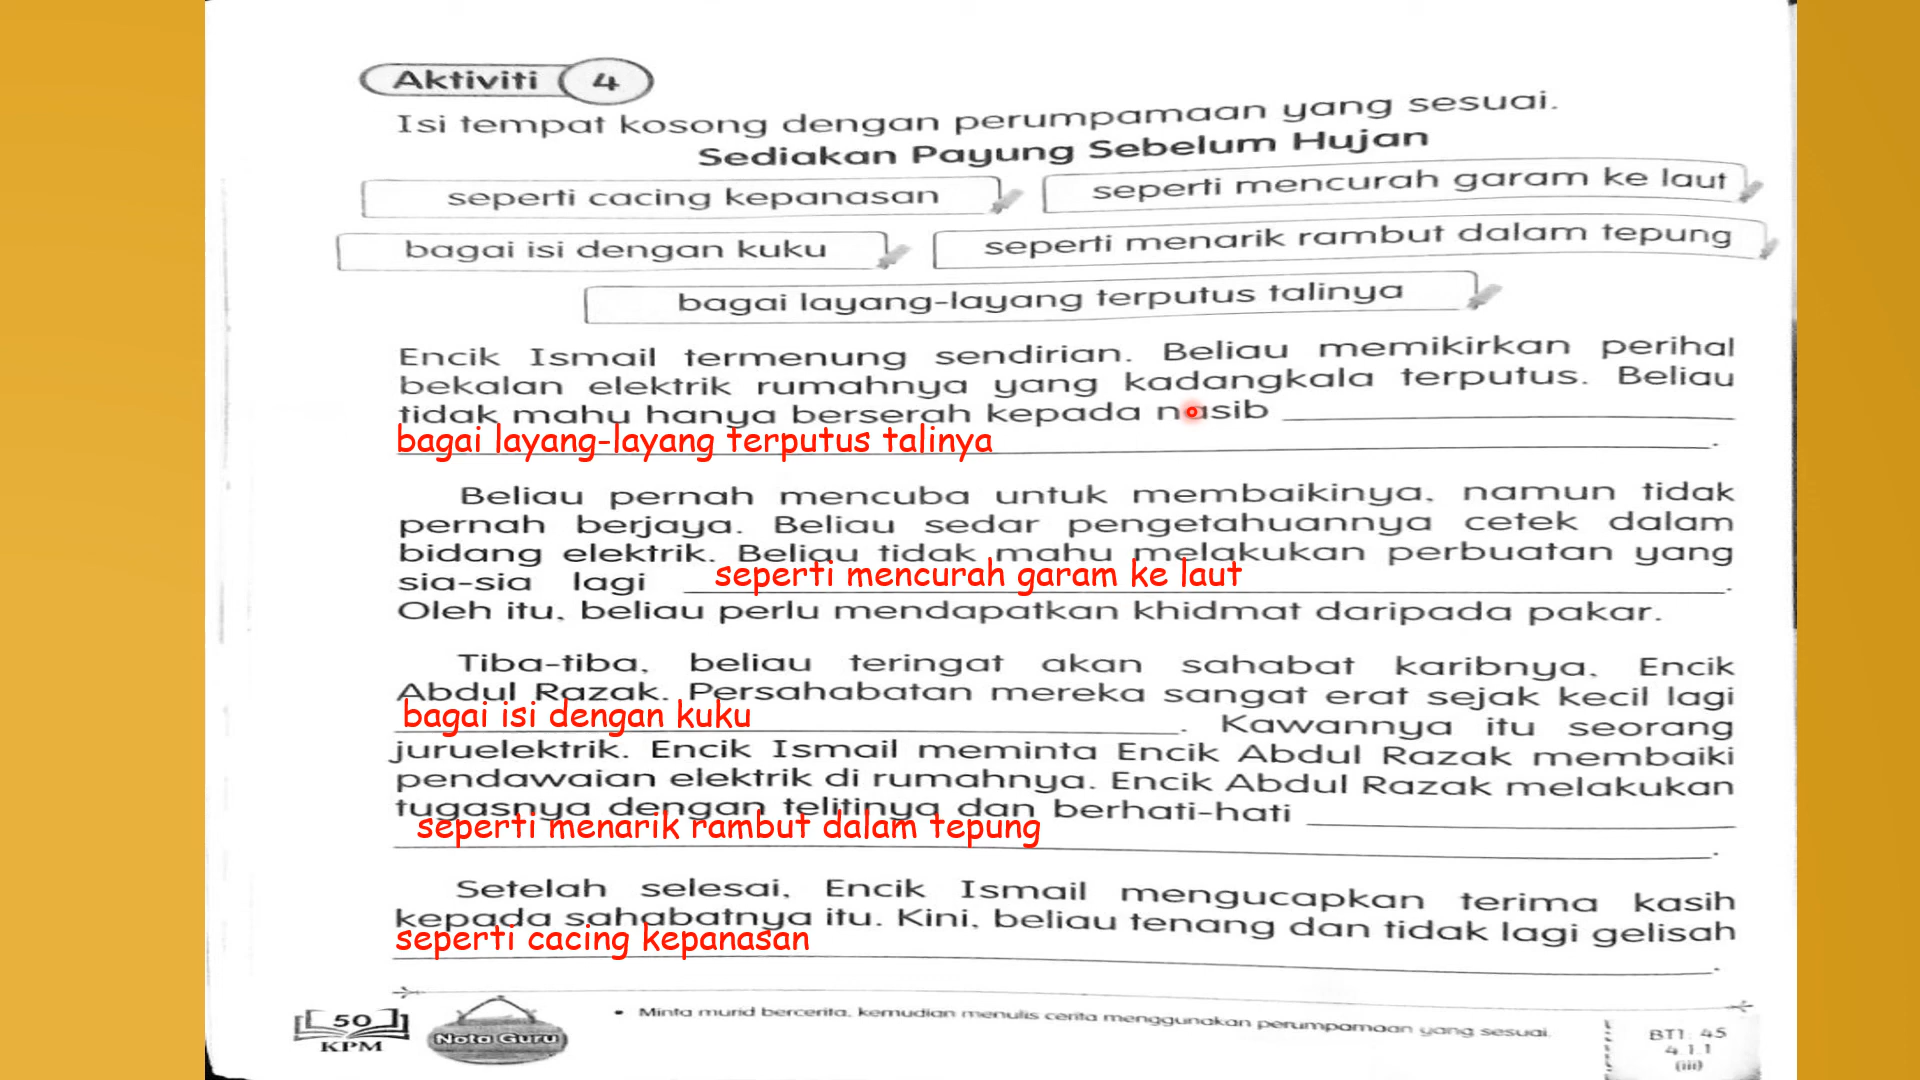 Aktiviti 4
Isi tempat kosong dengan perumpamaan yang sesuai.
Sediakan Payung Sebelum Hujan
seperti cacing kepanasan
seperti mencurah garam ke laut
bagai isi dengan kuku
seperti menarik rambut dalam tepung
bagai layang-layang terputus talinya
Encik Ismail termenung sendirian. Beliau memikirkan perihal
bekalan elektrik rumahnya yang kadangkala terputus. Beliau
tidak mahu hanya berserah kepada nasib
bagai layang-layang terputus talinya .
Beliau pernah mencuba untuk membaikinya, namun tidak
pernah berjaya. Beliau sedar pengetahuannya cetek dalam
bidang elektrik. Beliau tidak mahu melakukan perbuatan yang
sia-sia lagi seperti mencurah garam ke laut .
Oleh itu, beliau perlu mendapatkan khidmat daripada pakar.
Tiba-tiba, beliau teringat akan sahabat karibnya, Encik
Abdul Razak. Persahabatan mereka sangat erat sejak kecil lagi
bagai isi dengan kuku . Kawannya itu seorang
juruelektrik. Encik Ismail meminta Encik Abdul Razak membaiki
pendawaian elektrik di rumahnya. Encik Abdul Razak melakukan
tugasnya dengan telitinya dan berhati-hati
seperti menarik rambut dalam tepung .
Setelah selesai, Encik Ismail mengucapkan terima kasih
kepada sahabatnya itu. Kini, beliau tenang dan tidak lagi gelisah
seperti cacing kepanasan .
50
KPM
Nota Guru
• Minta murid bercerita, kemudian menulis cerita menggunakan perumpamaan yang sesuai.
BT1: 45
4.1.1
(iii)